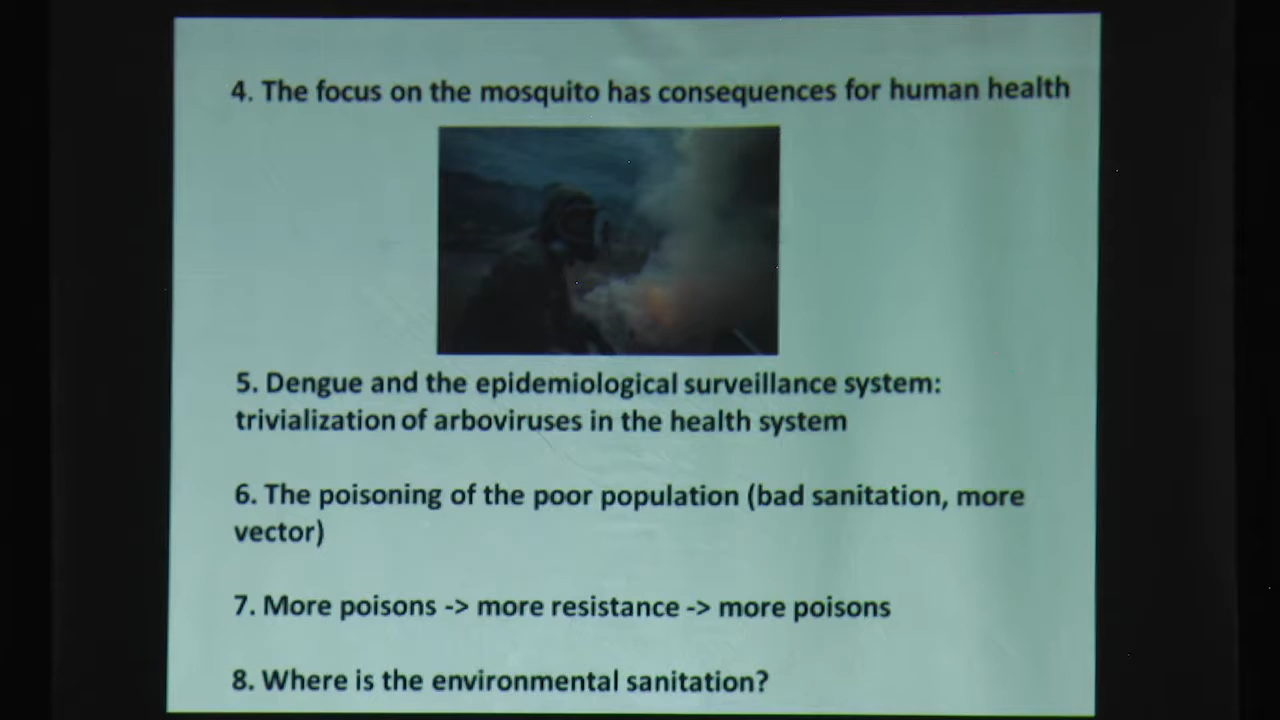 4. The focus on the mosquito has consequences for human health
5. Dengue and the epidemiological surveillance system:
trivialization of arboviruses in the health system
6. The poisoning of the poor population (bad sanitation, more
vector)
7. More poisons -> more resistance -> more poisons
8. Where is the environmental sanitation?